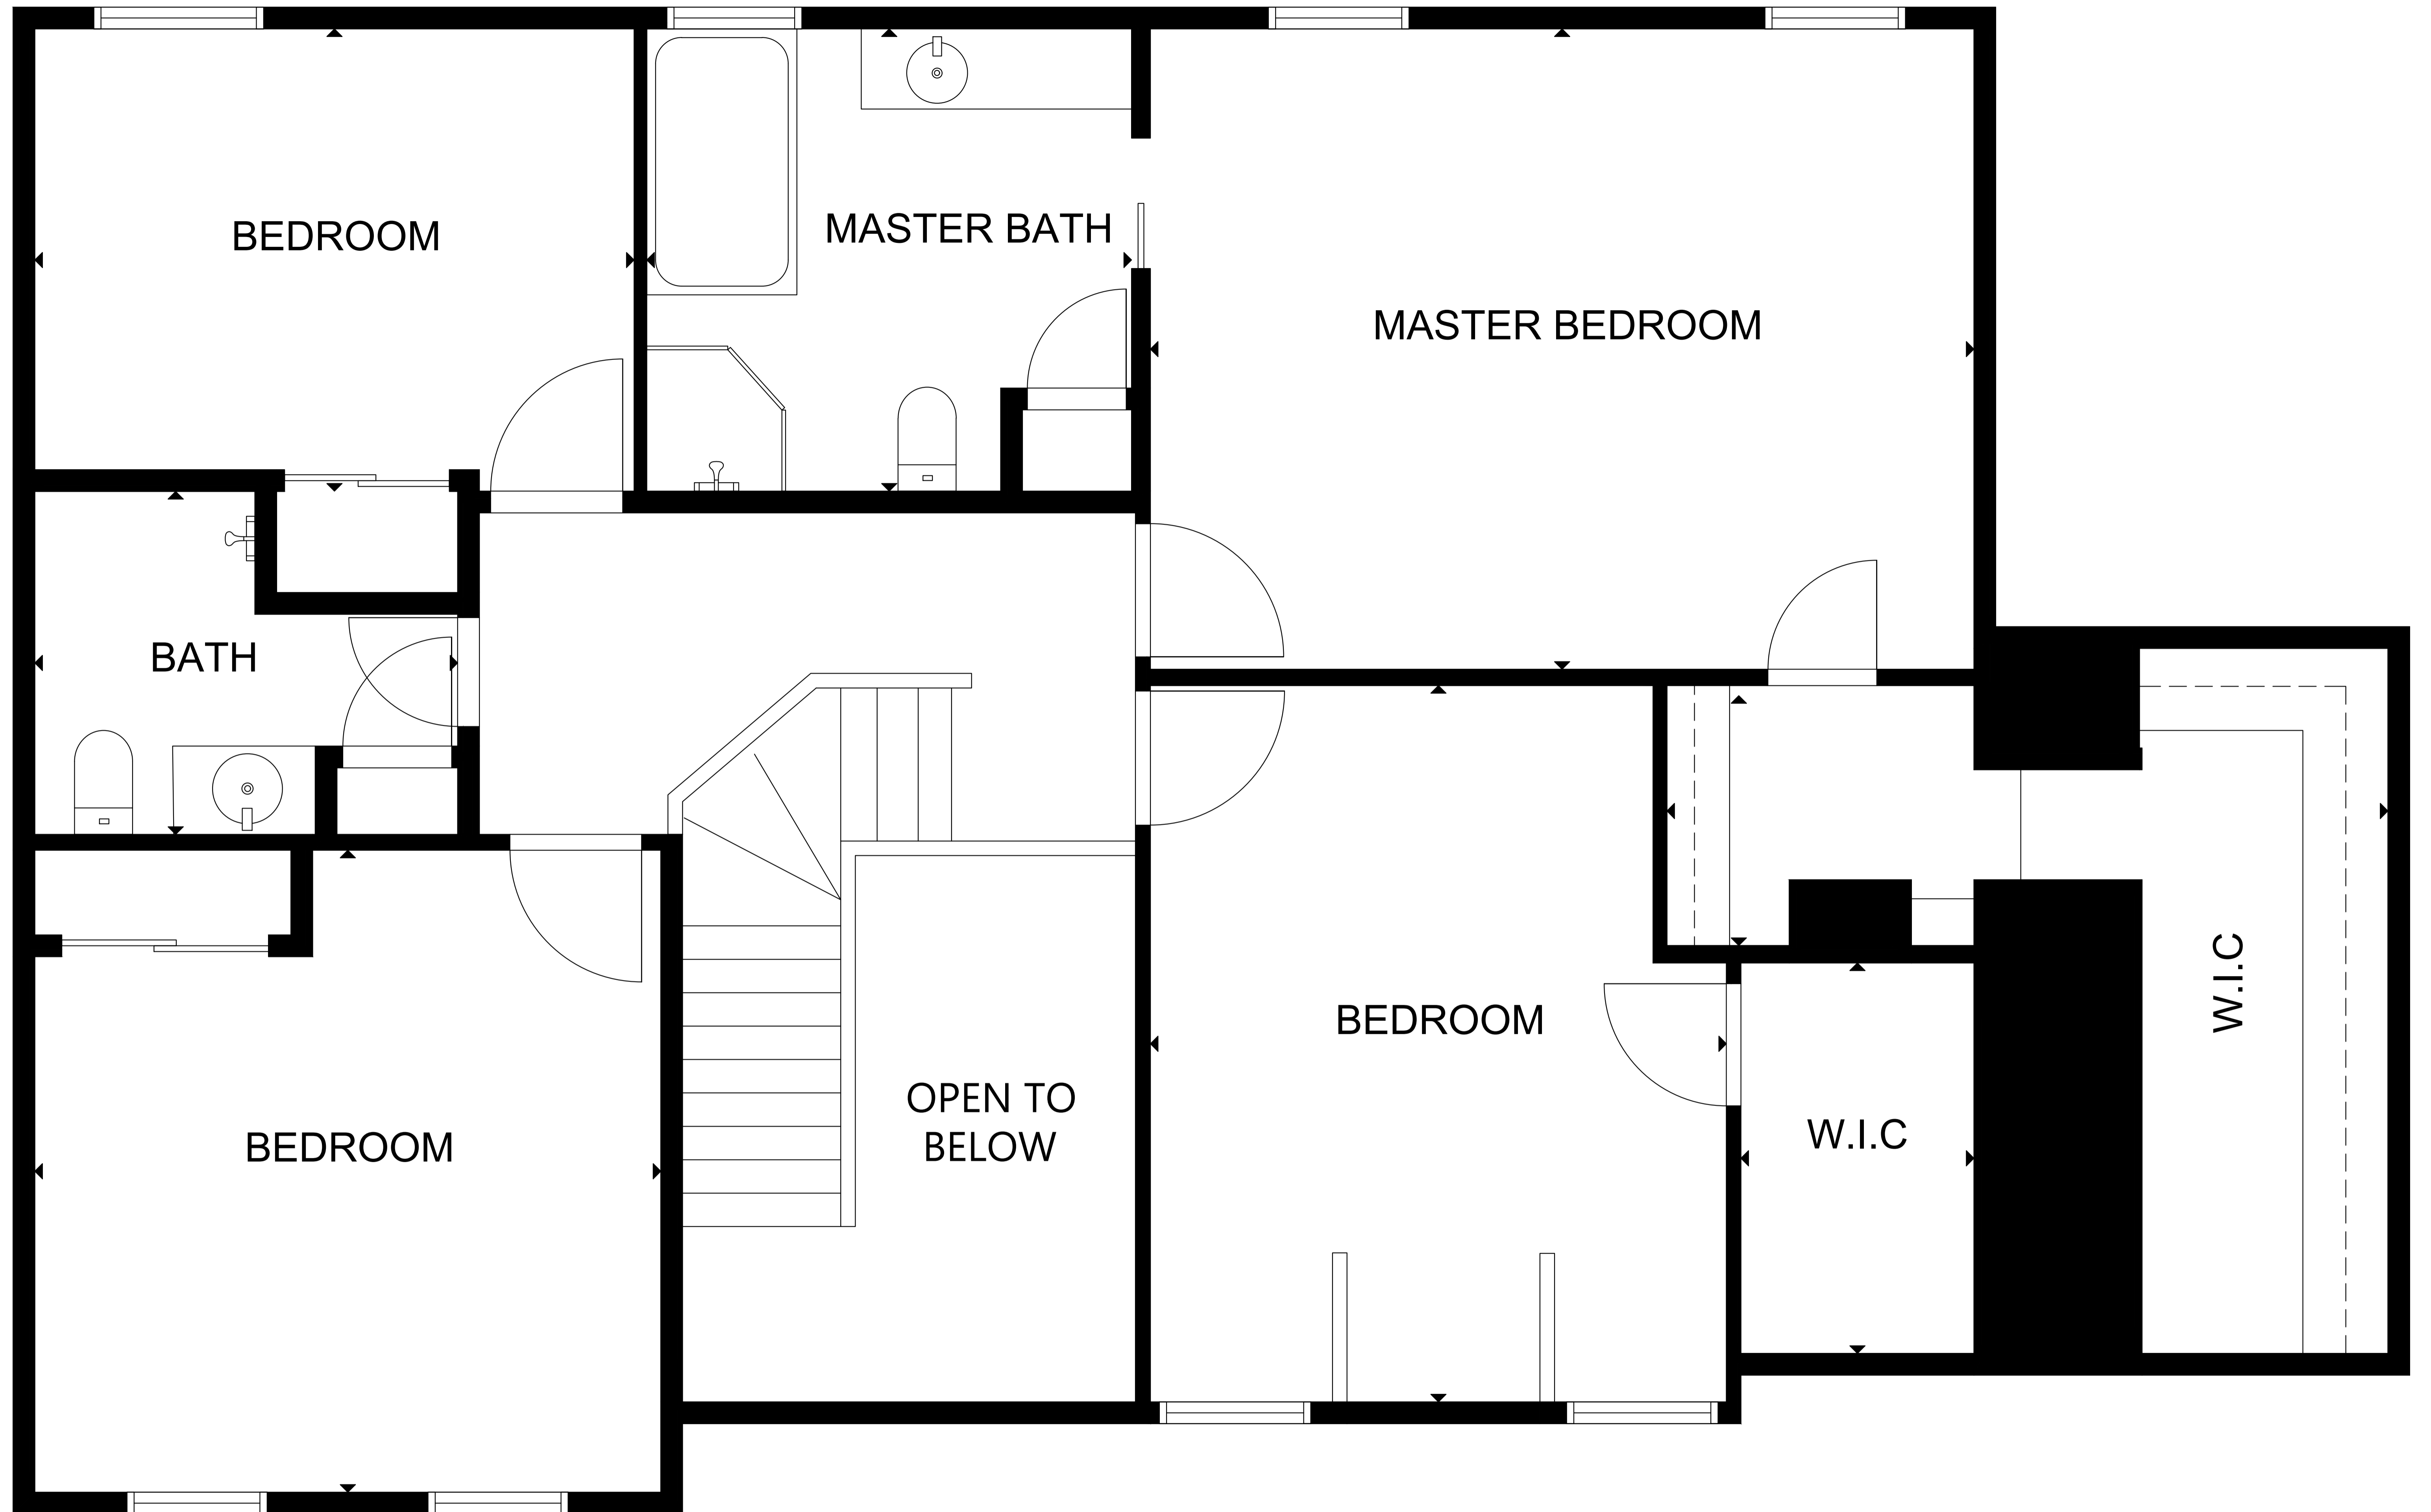 BEDROOM
MASTER BATH
MASTER BEDROOM
BATH
W.I.C
BEDROOM
OPEN TO
BELOW
W.I.C
BEDROOM